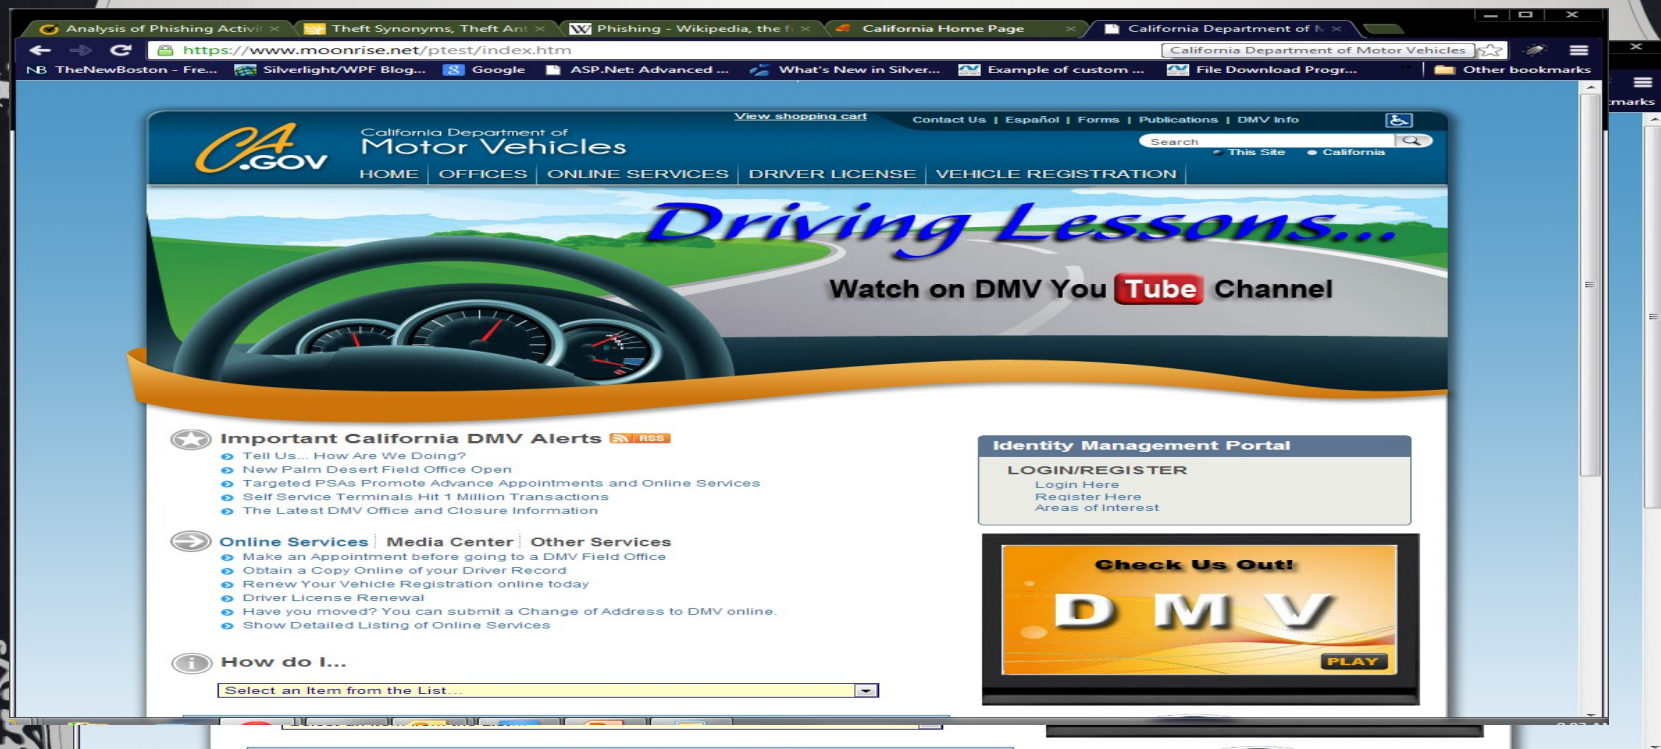 Analysis of Phishing Activi
Theft Synonyms, Theft Ant
Phishing - Wikipedia, the f
California Home Page
California Department of
https://www.moonrise.net/ptest/index.htm
California Department of Motor Vehicles
NB TheNewBoston - Fre...
Silverlight/WPF Blog...
Google
ASP.Net: Advanced ...
What's New in Silver...
Example of custom ...
File Download Progr...
Other bookmarks
marks
View shopping cart
Contact Us | Español | Forms | Publications | DMV Info
CA.GOV
California Department of
Motor Vehicles
Search
This Site
California
HOME | OFFICES | ONLINE SERVICES | DRIVER LICENSE | VEHICLE REGISTRATION
Driving Lessons...
Watch on DMV You Tube Channel
Important California DMV Alerts RSS
Tell Us... How Are We Doing?
New Palm Desert Field Office Open
Targeted PSAs Promote Advance Appointments and Online Services
Self Service Terminals Hit 1 Million Transactions
The Latest DMV Office and Closure Information
Online Services | Media Center | Other Services
Make an Appointment before going to a DMV Field Office
Obtain a Copy Online of your Driver Record
Renew Your Vehicle Registration online today
Driver License Renewal
Have you moved? You can submit a Change of Address to DMV online.
Show Detailed Listing of Online Services
How do I...
Select an Item from the List...
Identity Management Portal
LOGIN/REGISTER
Login Here
Register Here
Areas of Interest
Check Us Out!
DMV
PLAY